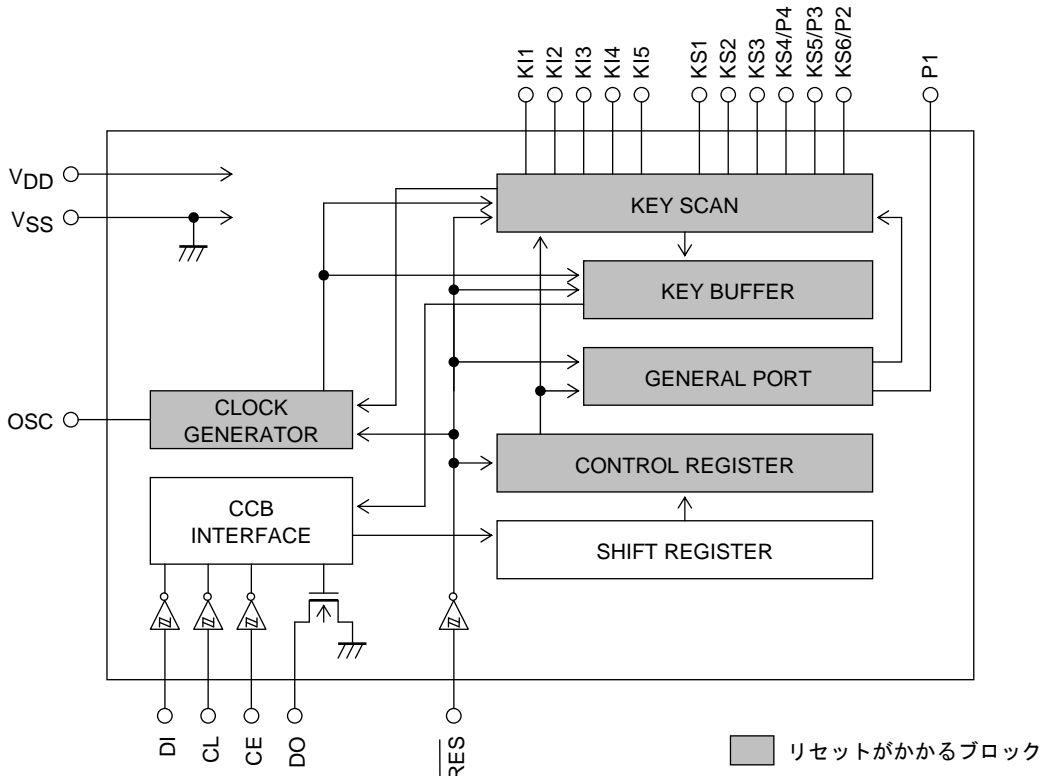 KI1
KI2
KI3
KI4
KI5
KS1
KS2
KS3
KS4/P4
KS5/P3
KS6/P2
P1
VDD
VSS
KEY SCAN
KEY BUFFER
GENERAL PORT
OSC
CLOCK
GENERATOR
CONTROL REGISTER
CCB
INTERFACE
SHIFT REGISTER
DI
CL
CE
DO
RES
リセットがかかるブロック